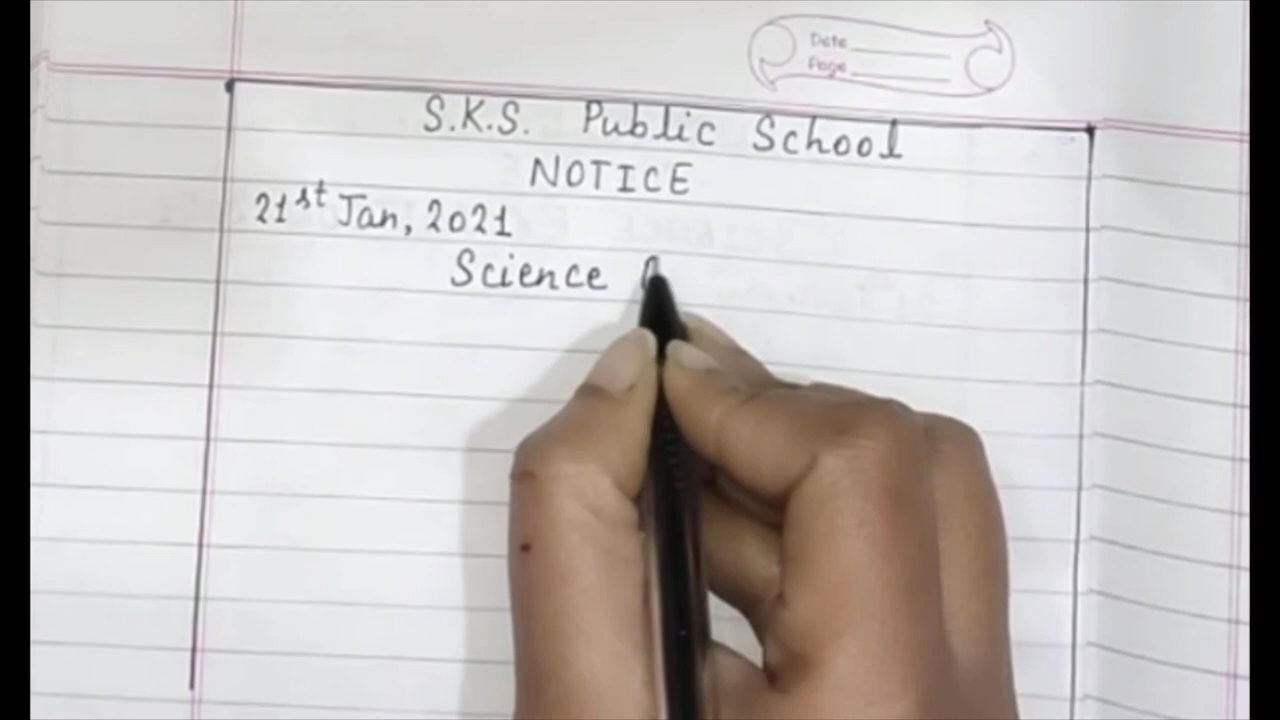 Date
Page
S.K.S. Public School
NOTICE
21st Jan, 2021
Science